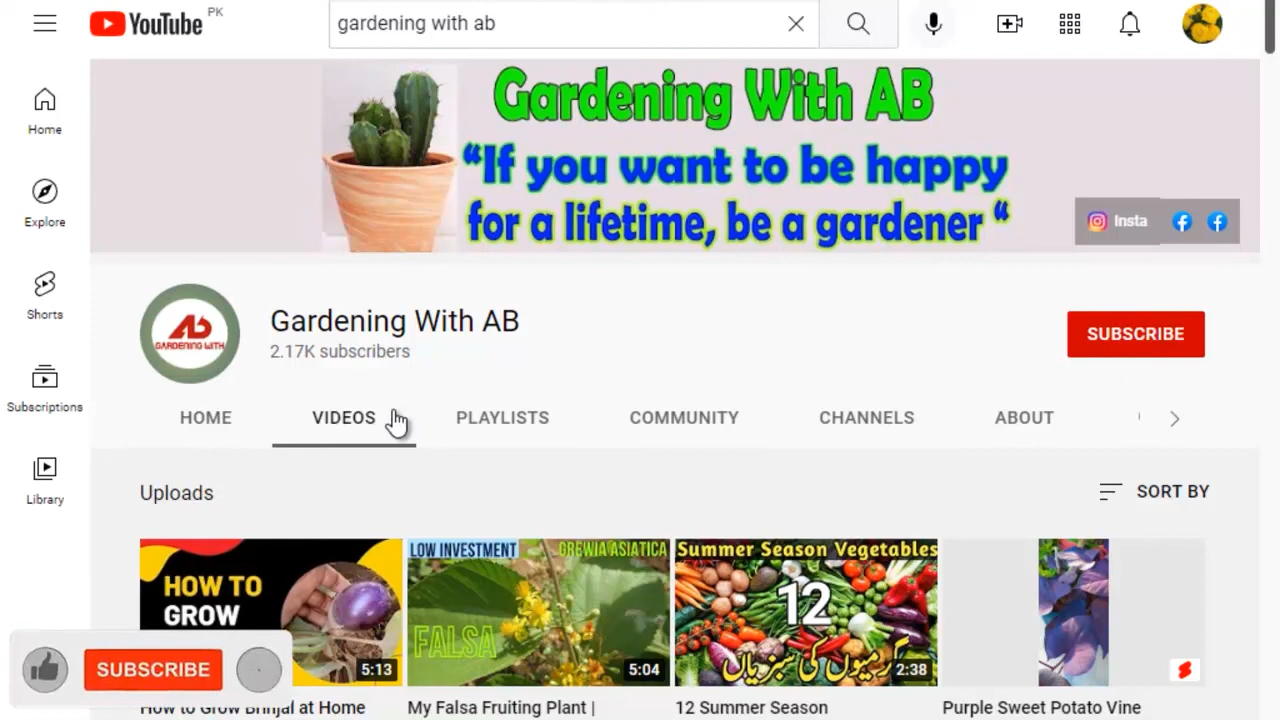 YouTube PK
gardening with ab
Gardening With AB
“If you want to be happy
for a lifetime, be a gardener “
Insta
Home
Explore
Shorts
Subscriptions
Library
AB
GARDENING WITH
Gardening With AB
2.17K subscribers
SUBSCRIBE
HOME
VIDEOS
PLAYLISTS
COMMUNITY
CHANNELS
ABOUT
Uploads
SORT BY
HOW TO
GROW
5:13
LOW INVESTMENT
GREWIA ASIATICA
FALSA
5:04
Summer Season Vegetables
12
گرمیوں کی سبزیاں
2:38
SUBSCRIBE
How to Grow Brinjal at Home
My Falsa Fruiting Plant |
12 Summer Season
Purple Sweet Potato Vine